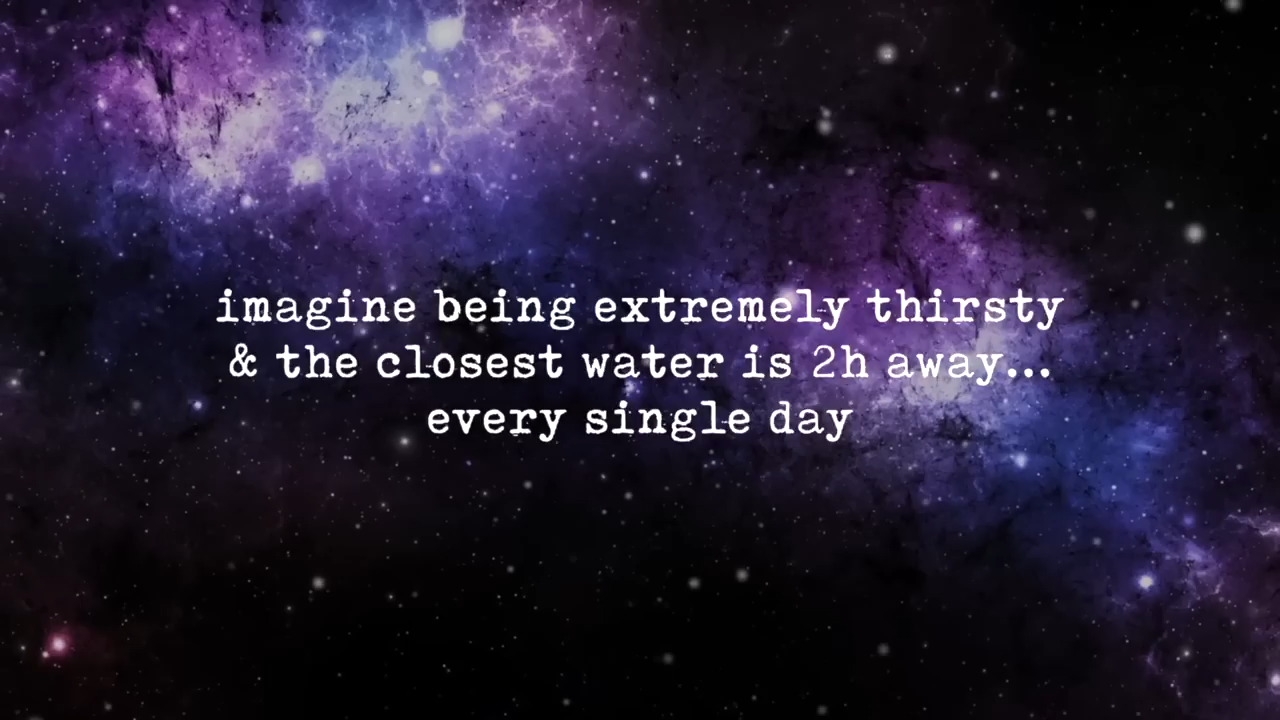 imagine being extremely thirsty
& the closest water is 2h away...
every single day